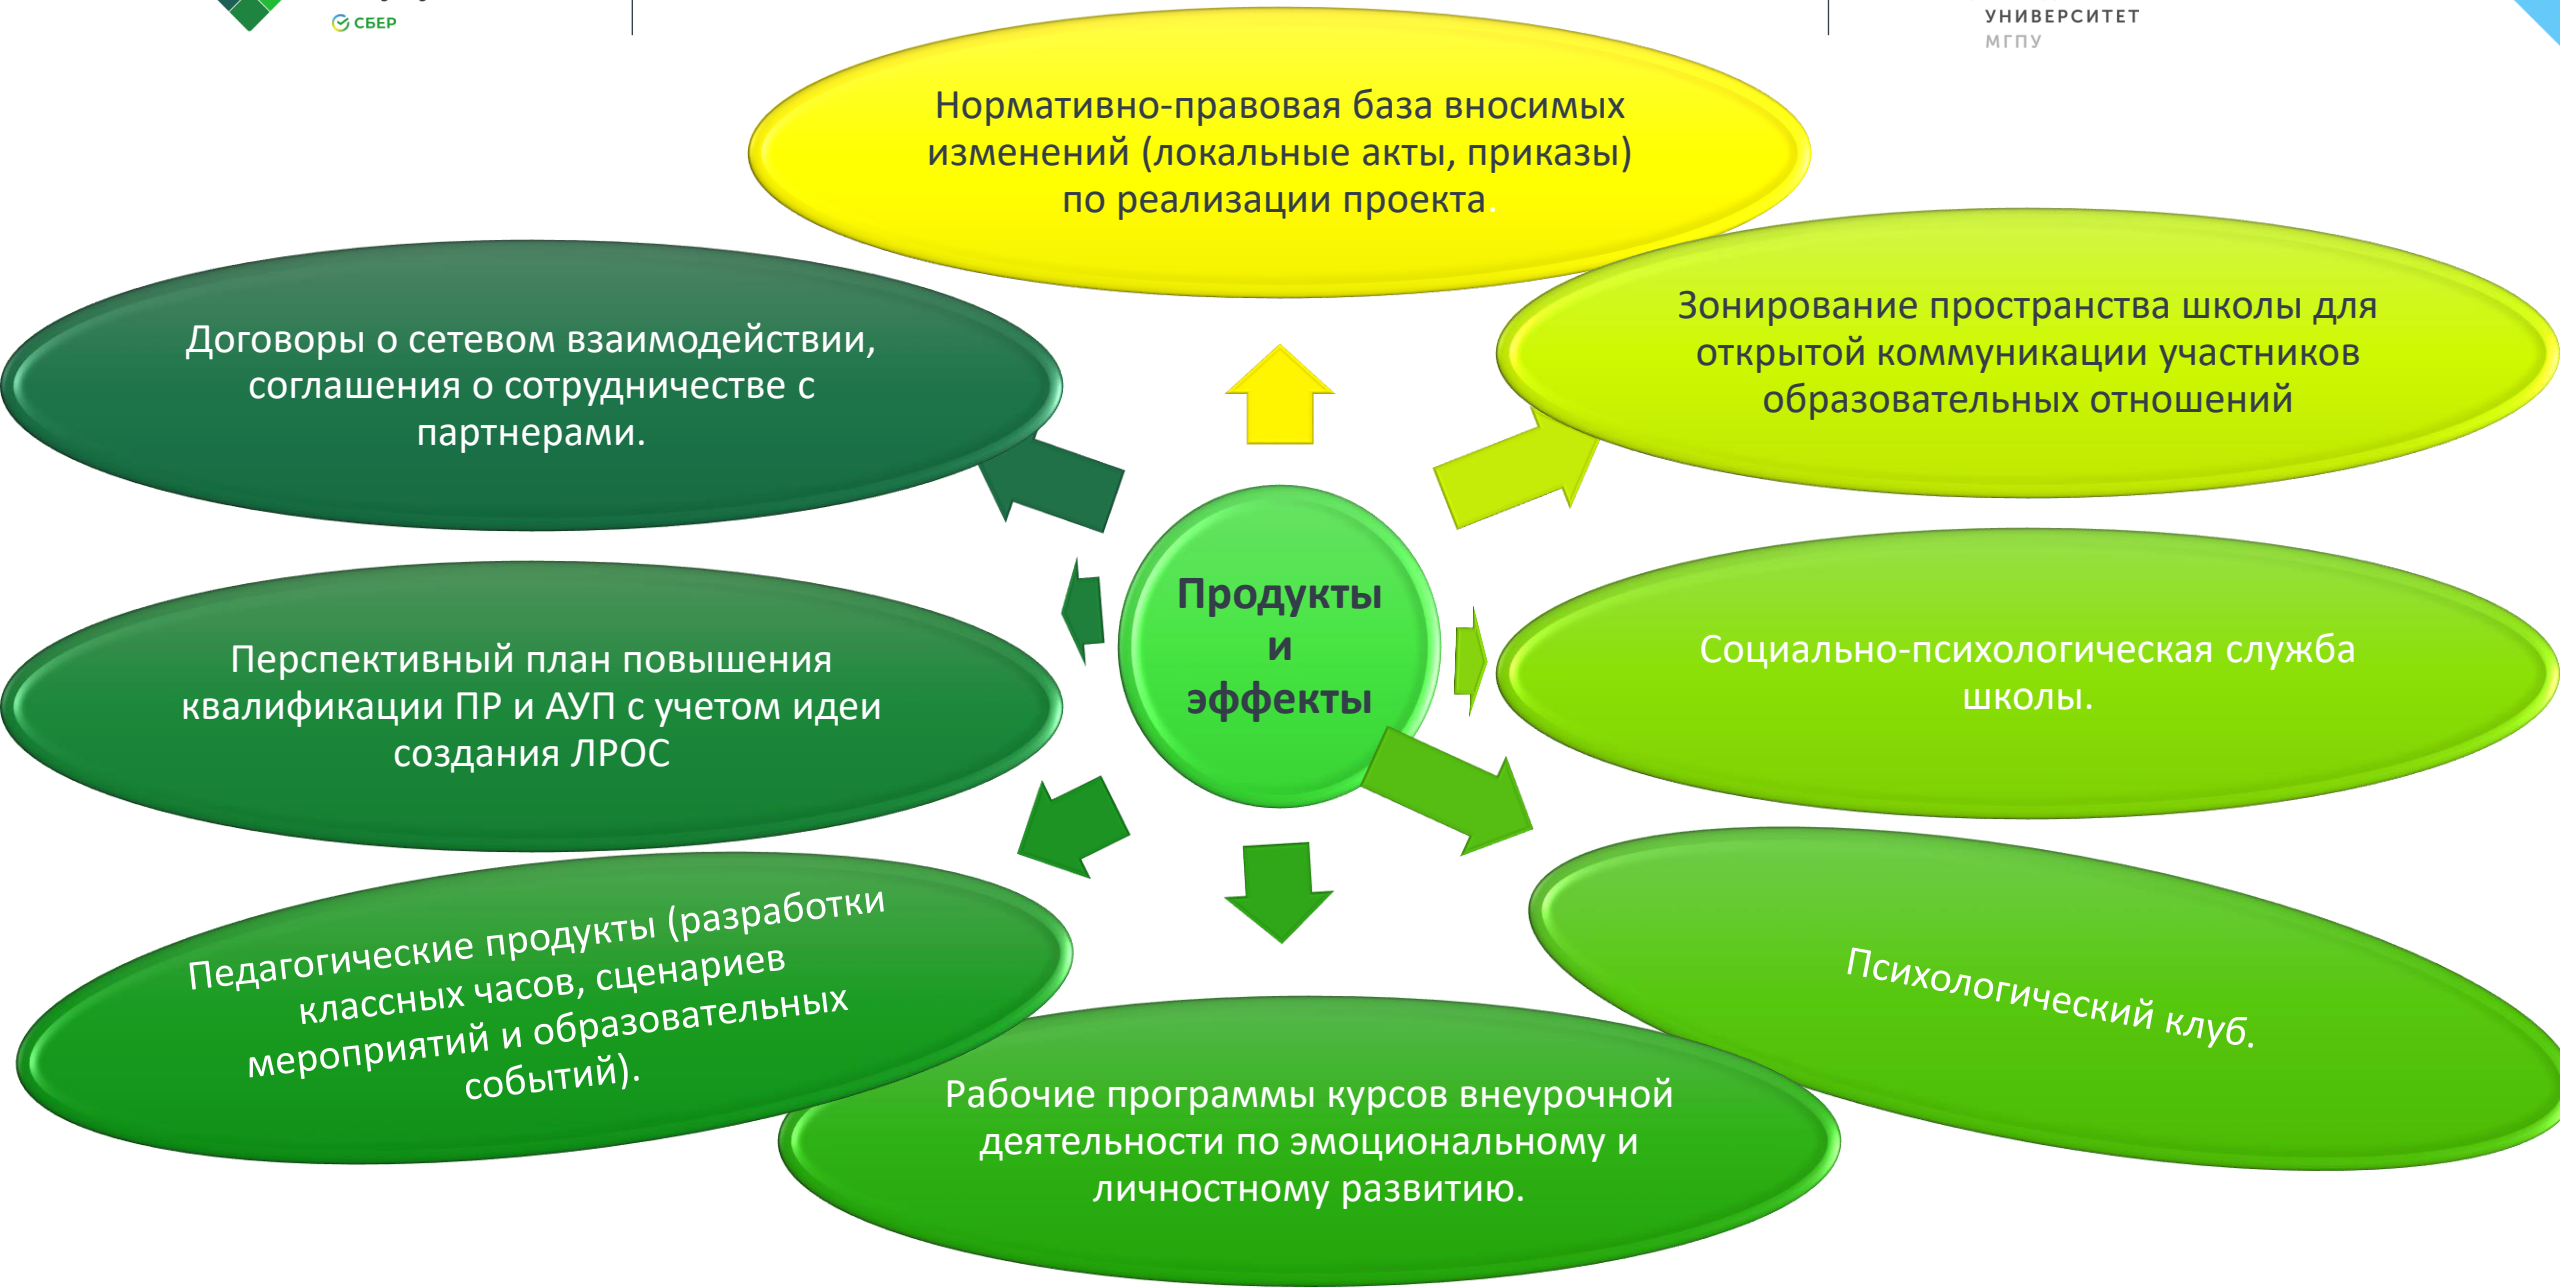 СБЕР
УНИВЕРСИТЕТ
МГПУ
Нормативно-правовая база вносимых
изменений (локальные акты, приказы)
по реализации проекта.
Зонирование пространства школы для
открытой коммуникации участников
образовательных отношений
Социально-психологическая служба
школы.
Психологический клуб.
Рабочие программы курсов внеурочной
деятельности по эмоциональному и
личностному развитию.
Педагогические продукты (разработки
классных часов, сценариев
мероприятий и образовательных
событий).
Перспективный план повышения
квалификации ПР и АУП с учетом идеи
создания ЛРОС
Договоры о сетевом взаимодействии,
соглашения о сотрудничестве с
партнерами.
Продукты
и
эффекты